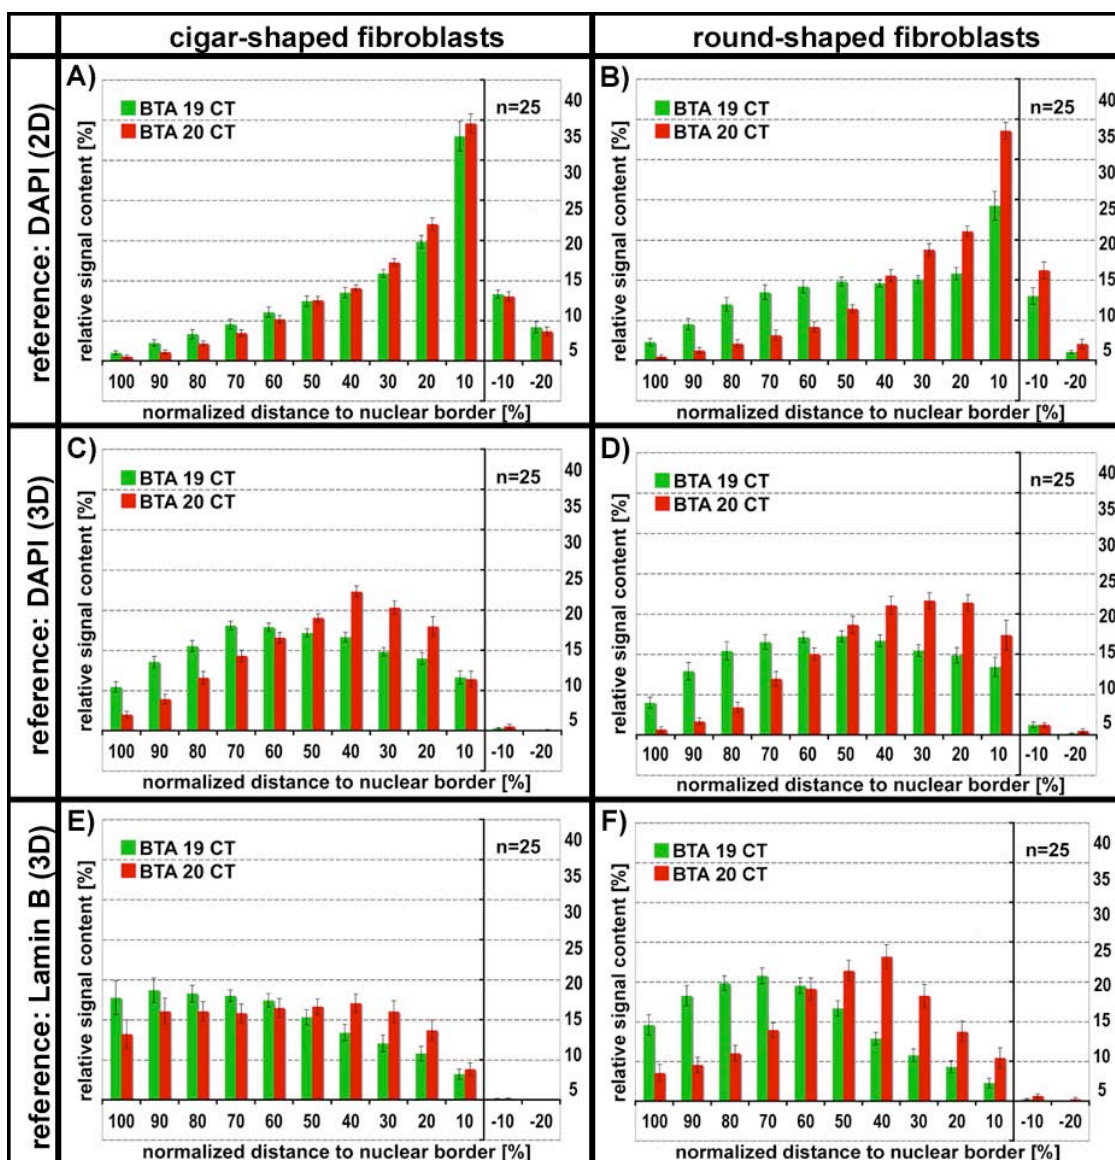 cigar-shaped fibroblasts
round-shaped fibroblasts
reference: DAPI (2D)
A)
BTA 19 CT
BTA 20 CT
n=25
relative signal content [%]
40
35
30
25
20
15
10
5
100 90 80 70 60 50 40 30 20 10 -10 -20
normalized distance to nuclear border [%]
B)
BTA 19 CT
BTA 20 CT
n=25
relative signal content [%]
40
35
30
25
20
15
10
5
100 90 80 70 60 50 40 30 20 10 -10 -20
normalized distance to nuclear border [%]
reference: DAPI (3D)
C)
BTA 19 CT
BTA 20 CT
n=25
relative signal content [%]
40
35
30
25
20
15
10
5
100 90 80 70 60 50 40 30 20 10 -10 -20
normalized distance to nuclear border [%]
D)
BTA 19 CT
BTA 20 CT
n=25
relative signal content [%]
40
35
30
25
20
15
10
5
100 90 80 70 60 50 40 30 20 10 -10 -20
normalized distance to nuclear border [%]
reference: Lamin B (3D)
E)
BTA 19 CT
BTA 20 CT
n=25
relative signal content [%]
40
35
30
25
20
15
10
5
100 90 80 70 60 50 40 30 20 10 -10 -20
normalized distance to nuclear border [%]
F)
BTA 19 CT
BTA 20 CT
n=25
relative signal content [%]
40
35
30
25
20
15
10
5
100 90 80 70 60 50 40 30 20 10 -10 -20
normalized distance to nuclear border [%]